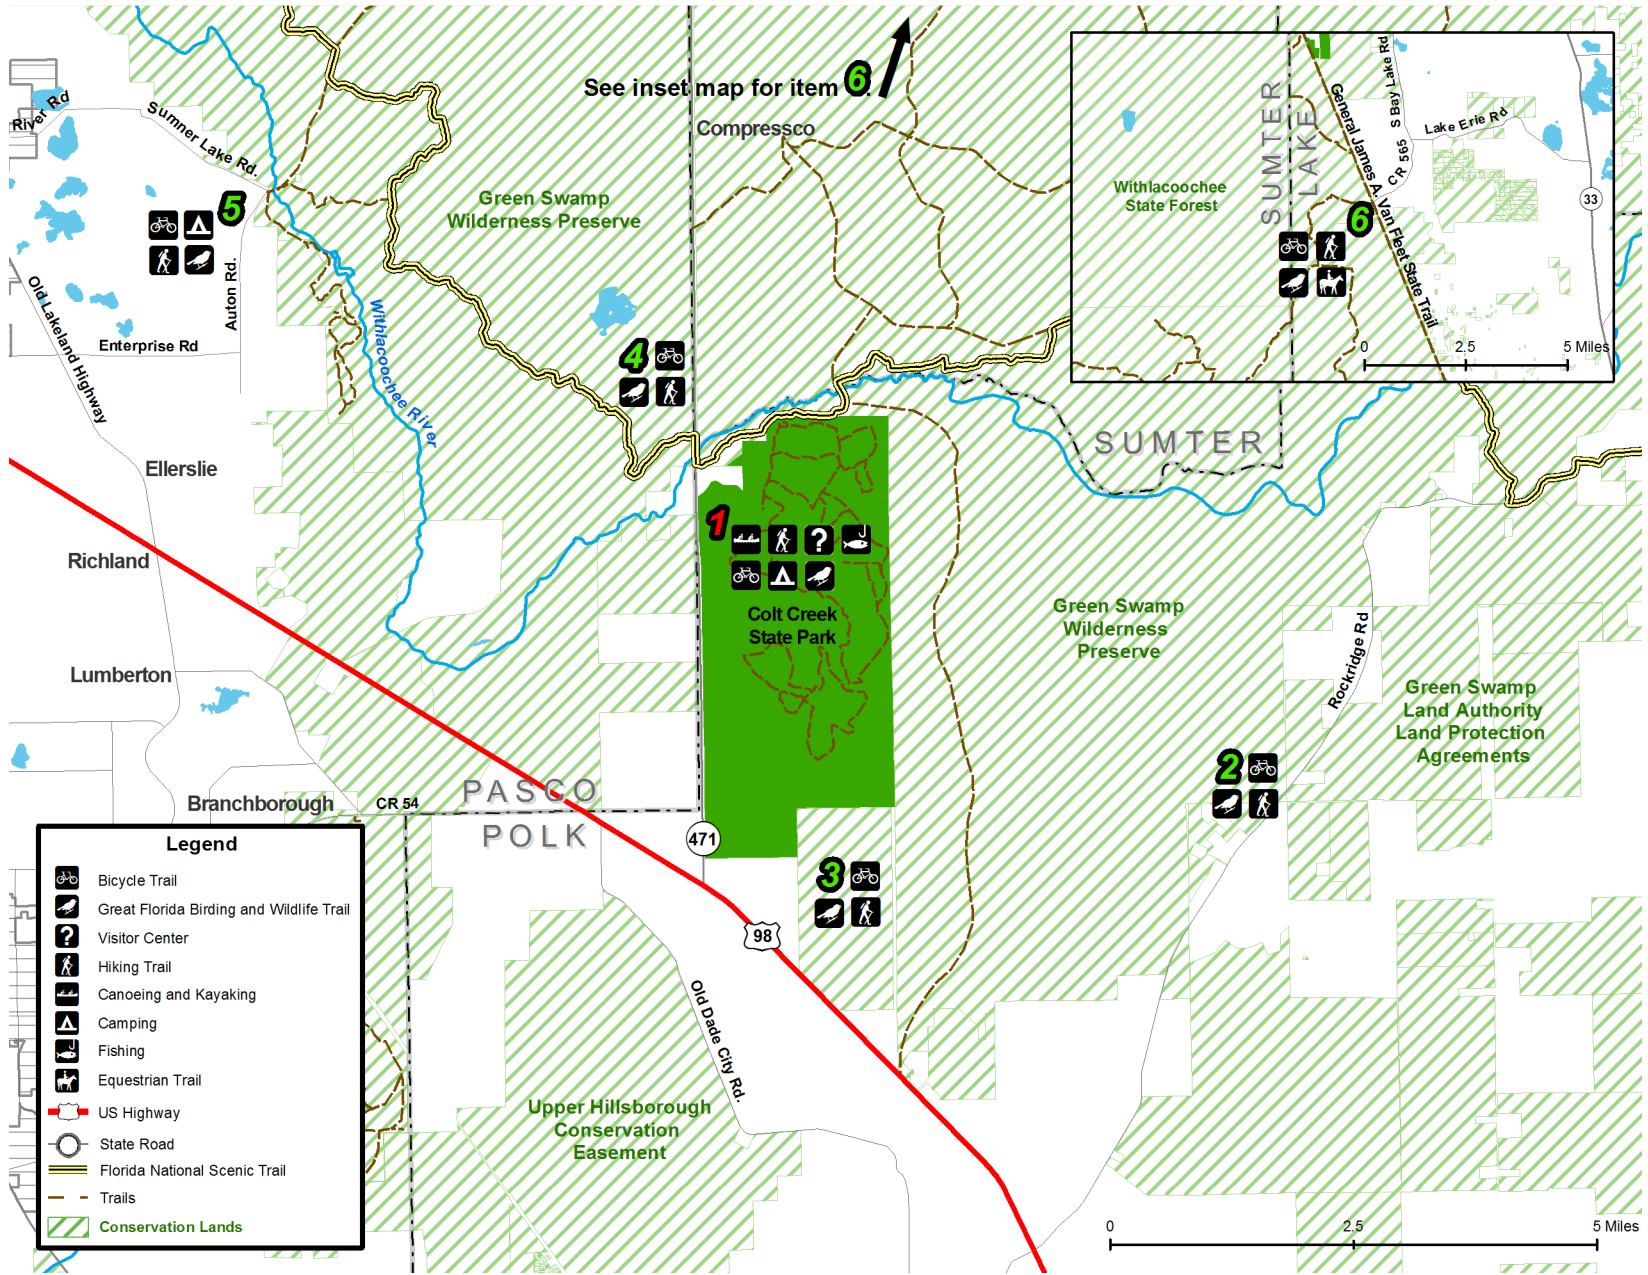 See inset map for item 6.
Compressco
River Rd
Sumner Lake Rd.
5
Green Swamp
Wilderness Preserve
Old Lakeland Highway
Auton Rd.
Enterprise Rd
Withlacoochee River
4
Ellerslie
Richland
Lumberton
Branchborough
CR 54
PASCO
POLK
SUMTER
1
?
Colt Creek
State Park
Green Swamp
Wilderness
Preserve
Rockridge Rd
Green Swamp
Land Authority
Land Protection
Agreements
2
471
3
98
Old Dade City Rd.
Upper Hillsborough
Conservation
Easement
SUMTER
LAKE
Withlacoochee
State Forest
General James A. Van Fleet State Trail
S Bay Lake Rd
CR 565
Lake Erie Rd
33
6
0 2.5 5 Miles
Legend
Bicycle Trail
Great Florida Birding and Wildlife Trail
? Visitor Center
Hiking Trail
Canoeing and Kayaking
Camping
Fishing
Equestrian Trail
US Highway
State Road
Florida National Scenic Trail
Trails
Conservation Lands
0 2.5 5 Miles